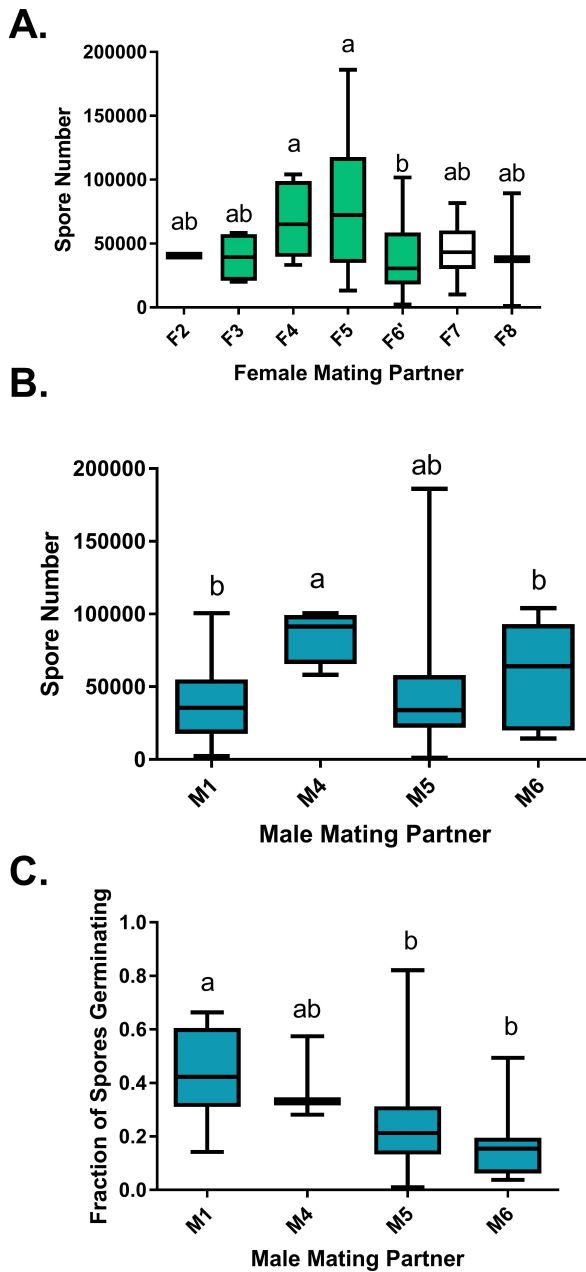 A.
Spore Number
200000
150000
100000
50000
0
ab
ab
a
a
b
ab
ab
F2
F3
F4
F5
F6'
F7
F8
Female Mating Partner
B.
Spore Number
200000
150000
100000
50000
0
b
a
ab
b
M1
M4
M5
M6
Male Mating Partner
C.
Fraction of Spores Germinating
1.0
0.8
0.6
0.4
0.2
0.0
a
ab
b
b
M1
M4
M5
M6
Male Mating Partner